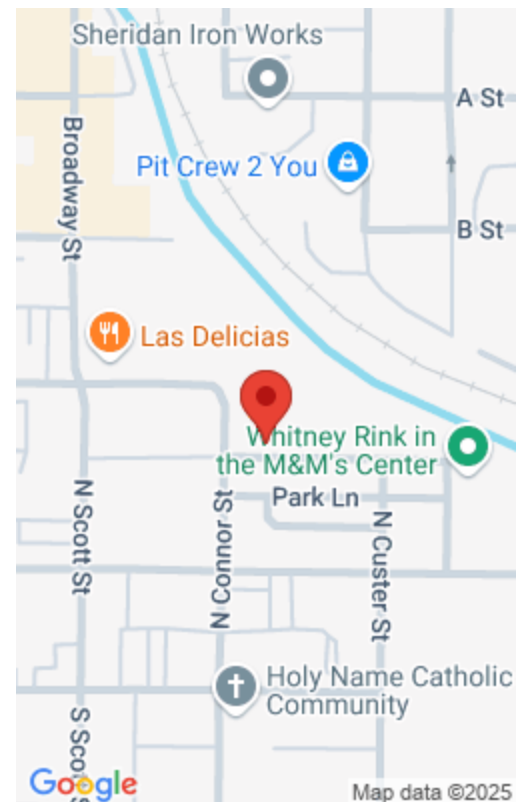 Sheridan Iron Works
A St
Broadway St
Pit Crew 2 You
B St
Las Delicias
Whitney Rink in
the M&M's Center
Park Ln
N Scott St
N Connor St
N Custer St
Holy Name Catholic
Community
S Scott S
Google
Map data ©2025